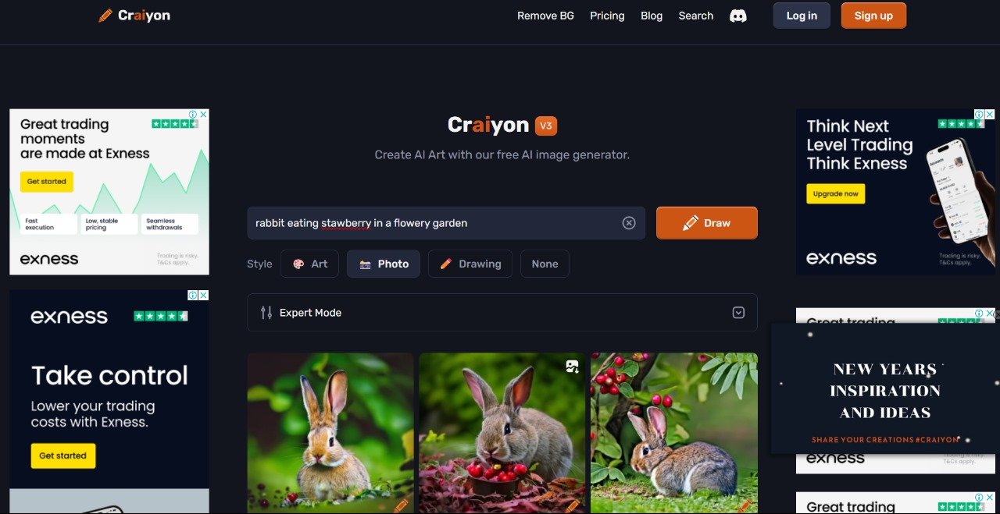 Craiyon
Remove BG
Pricing
Blog
Search
Log in
Sign up
Great trading
moments
are made at Exness
Get started
Fast
execution
Low, stable
pricing
Seamless
withdrawals
exness
Trading is risky.
T&Cs apply.
exness
Take control
Lower your trading
costs with Exness.
Get started
Craiyon V3
Create AI Art with our free AI image generator.
rabbit eating stawberry in a flowery garden
Draw
Style
Art
Photo
Drawing
None
Expert Mode
Think Next
Level Trading
Think Exness
Upgrade now
exness
Trading is risky.
T&Cs apply.
Great trading
NEW YEARS
INSPIRATION
AND IDEAS
SHARE YOUR CREATIONS #CRAIYON
exness
T&Cs apply.
Great trading